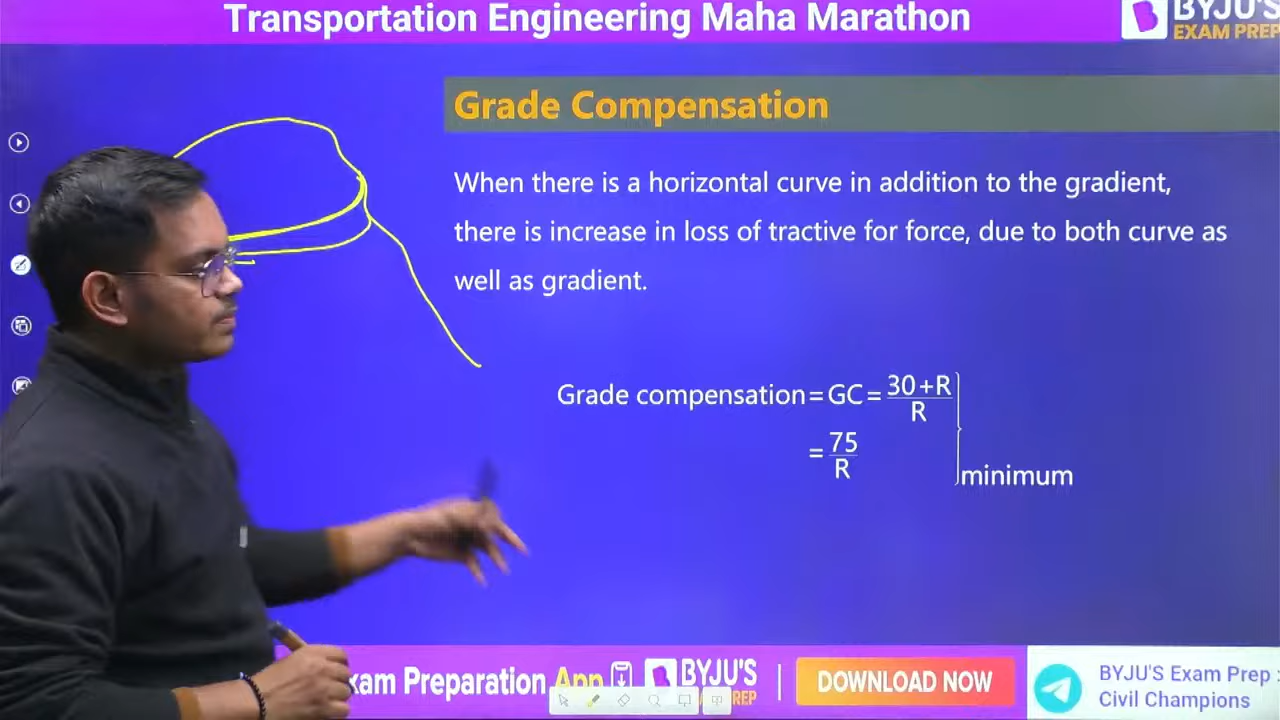 Transportation Engineering Maha Marathon
BYJU'S
EXAM PREP
Grade Compensation
When there is a horizontal curve in addition to the gradient,
there is increase in loss of tractive for force, due to both curve as
well as gradient.
Grade compensation = GC = 30+R
R
= 75
R
minimum
xam Preparation App
BYJU'S
PREP
DOWNLOAD NOW
BYJU'S Exam Prep :
Civil Champions